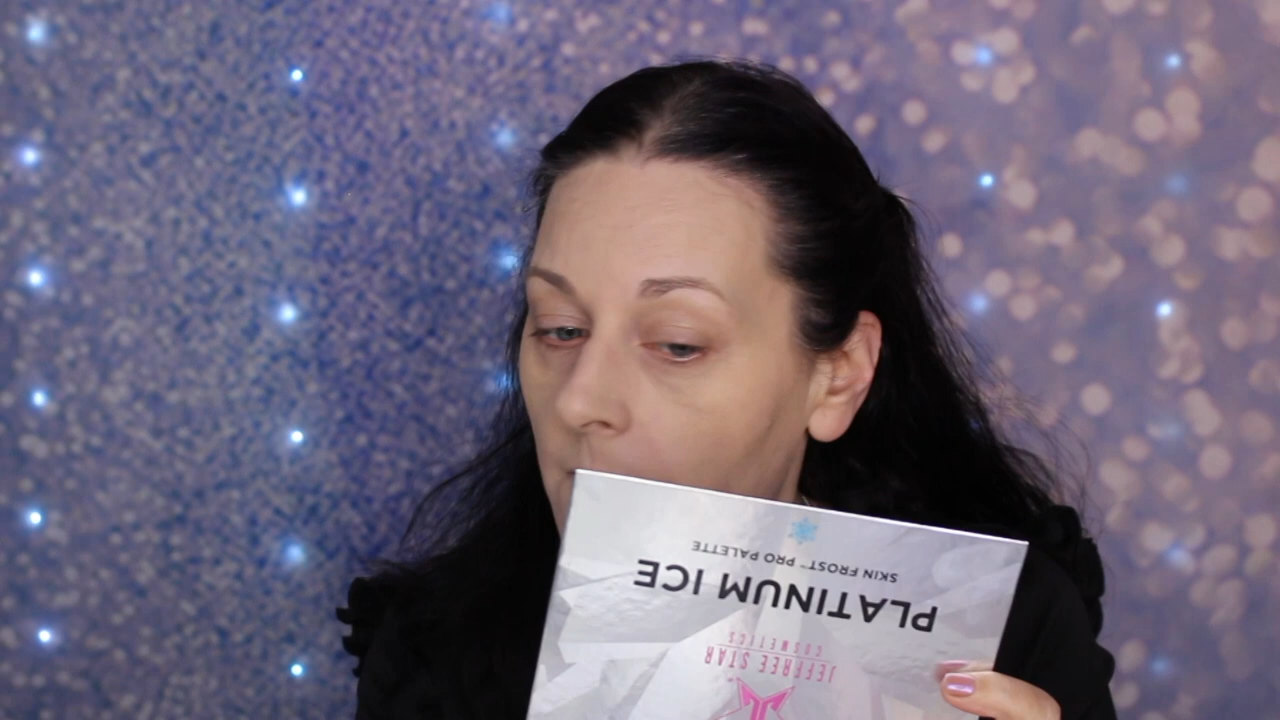 JEFFREE STAR
COSMETICS
PLATINUM ICE
SKIN FROST™ PRO PALETTE